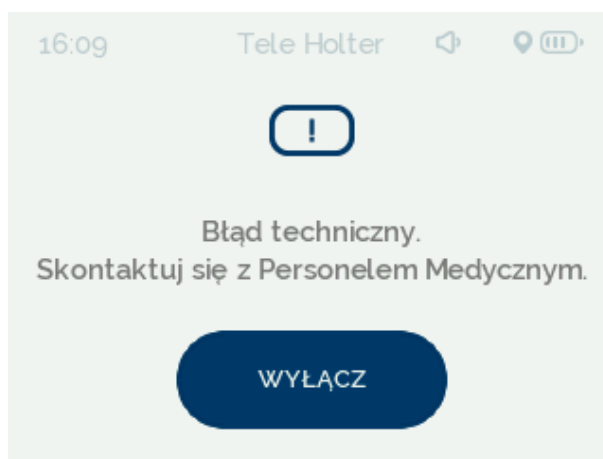 16:09 Tele Holter
!
Błąd techniczny.
Skontaktuj się z Personelem Medycznym.
WYŁĄCZ